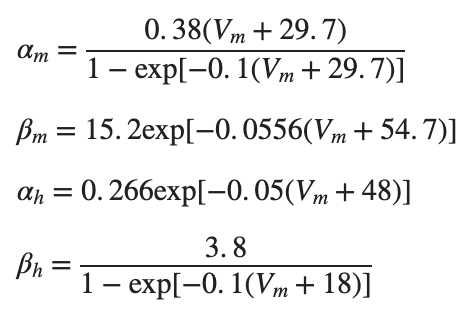 αm = 0.38(Vm + 29.7) / 1 − exp[−0.1(Vm + 29.7)]
βm = 15.2exp[−0.0556(Vm + 54.7)]
αh = 0.266exp[−0.05(Vm + 48)]
βh = 3.8 / 1 − exp[−0.1(Vm + 18)]